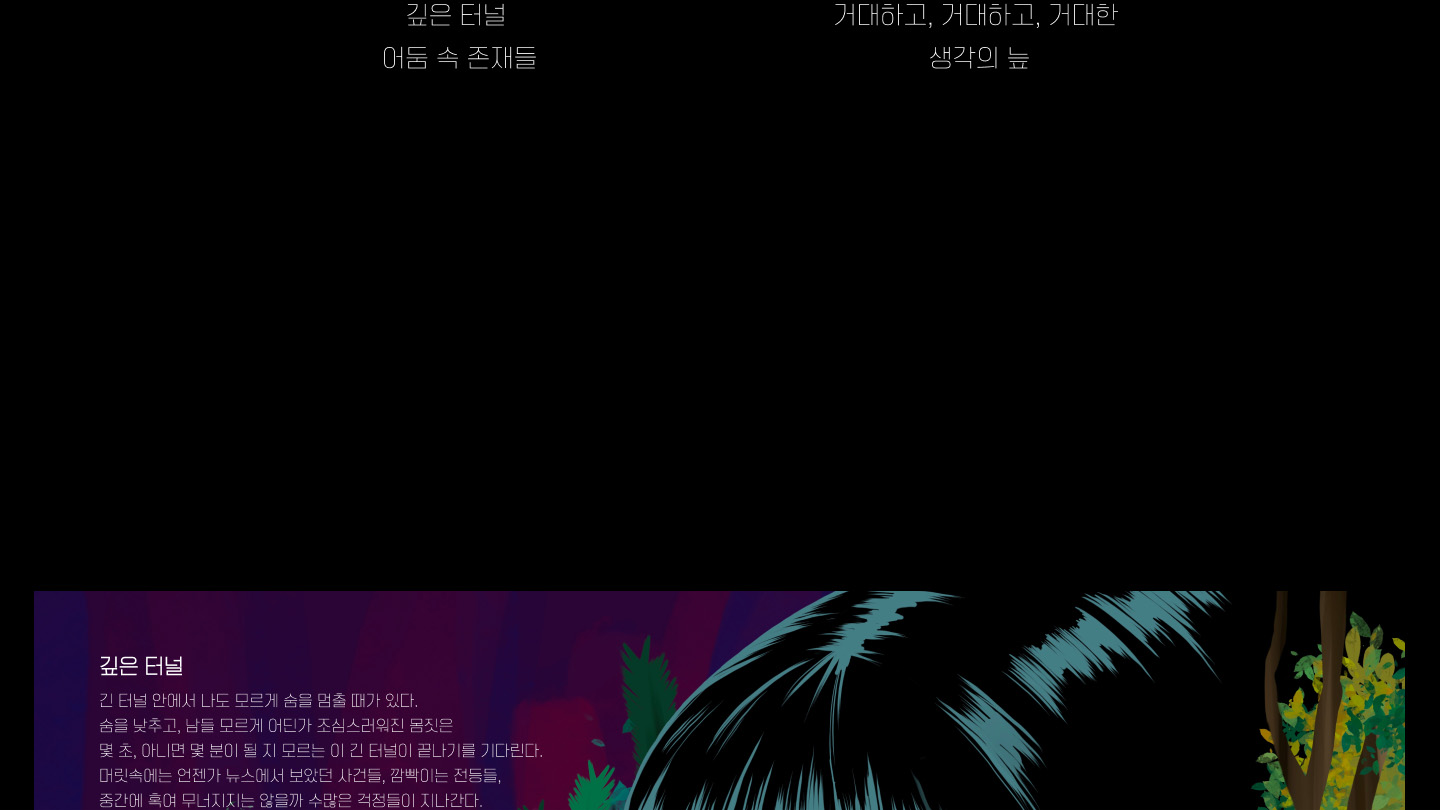 깊은 터널
어둠 속 존재들
거대하고, 거대하고, 거대한
생각의 늪
깊은 터널
긴 터널 안에서 나도 모르게 숨을 멈출 때가 있다.
숨을 낮추고, 남들 모르게 어딘가 조심스러워진 몸짓은
몇 초, 아니면 몇 분이 될 지 모르는 이 긴 터널이 끝나기를 기다린다.
머릿속에는 언젠가 뉴스에서 보았던 사건들, 깜빡이는 전등들,
중간에 혹여 무너지지는 않을까 수많은 걱정들이 지나간다.